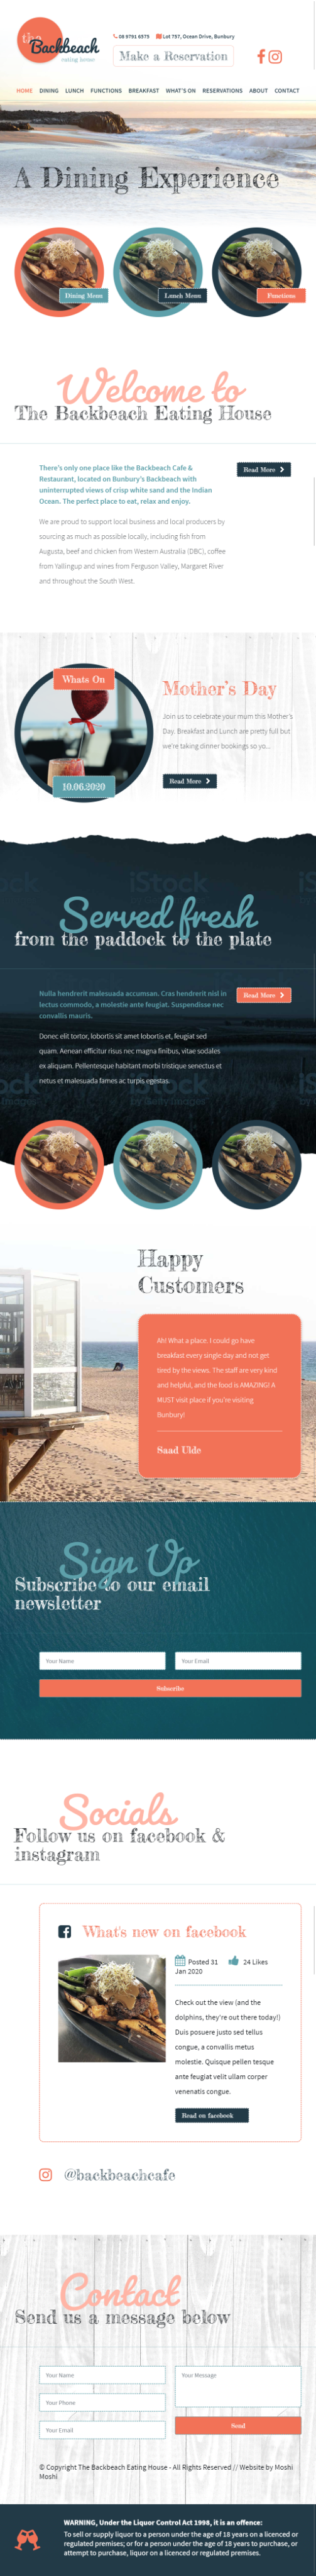 the
Backbeach
eating house
08 9791 6575 Lot 757, Ocean Drive, Bunbury
Make a Reservation
HOME DINING LUNCH FUNCTIONS BREAKFAST WHAT'S ON RESERVATIONS ABOUT CONTACT
A Dining Experience
Dining Menu Lunch Menu Functions
Welcome to
The Backbeach Eating House
There's only one place like the Backbeach Cafe &
Restaurant, located on Bunbury's Backbeach with
uninterrupted views of crisp white sand and the Indian
Ocean. The perfect place to eat, relax and enjoy.
Read More
We are proud to support local business and local producers by
sourcing as much as possible locally, including fish from
Augusta, beef and chicken from Western Australia (DBC), coffee
from Yallingup and wines from Ferguson Valley, Margaret River
and throughout the South West.
Whats On
10.06.2020
Mother's Day
Join us to celebrate your mum this Mother's
Day. Breakfast and Lunch are pretty full but
we're taking dinner bookings so yo...
Read More
iStock
Served fresh
from the paddock to the plate
Nulla hendrerit malesuada accumsan. Cras hendrerit nisl in
lectus commodo, a molestie ante feugiat. Suspendisse nec
convallis mauris.
Read More
Donec elit tortor, lobortis sit amet lobortis et, feugiat sed
quam. Aenean efficitur risus nec magna finibus, vitae sodales
ex aliquam. Pellentesque habitant morbi tristique senectus et
netus et malesuada fames ac turpis egestas.
Happy
Customers
Ah! What a place. I could go have
breakfast every single day and not get
tired by the views. The staff are very kind
and helpful, and the food is AMAZING! A
MUST visit place if you're visiting
Bunbury!
Saad Ulde
Sign Up
Subscribe to our email
newsletter
Your Name Your Email
Subscribe
Socials
Follow us on facebook &
instagram
What's new on facebook
Posted 31 24 Likes
Jan 2020
Check out the view (and the
dolphins, they're out there today!)
Duis posuere justo sed tellus
congue, a convallis metus
molestie. Quisque pellen tesque
ante feugiat velit ullam corper
venenatis congue.
Read on facebook
@backbeachcafe
Contact
Send us a message below
Your Name Your Message
Your Phone
Your Email
Send
© Copyright The Backbeach Eating House - All Rights Reserved // Website by Moshi
Moshi
WARNING, Under the Liquor Control Act 1998, it is an offence:
To sell or supply liquor to a person under the age of 18 years on a licenced or
regulated premises; or for a person under the age of 18 years to purchase, or
attempt to purchase, liquor on a licenced or regulated premises.